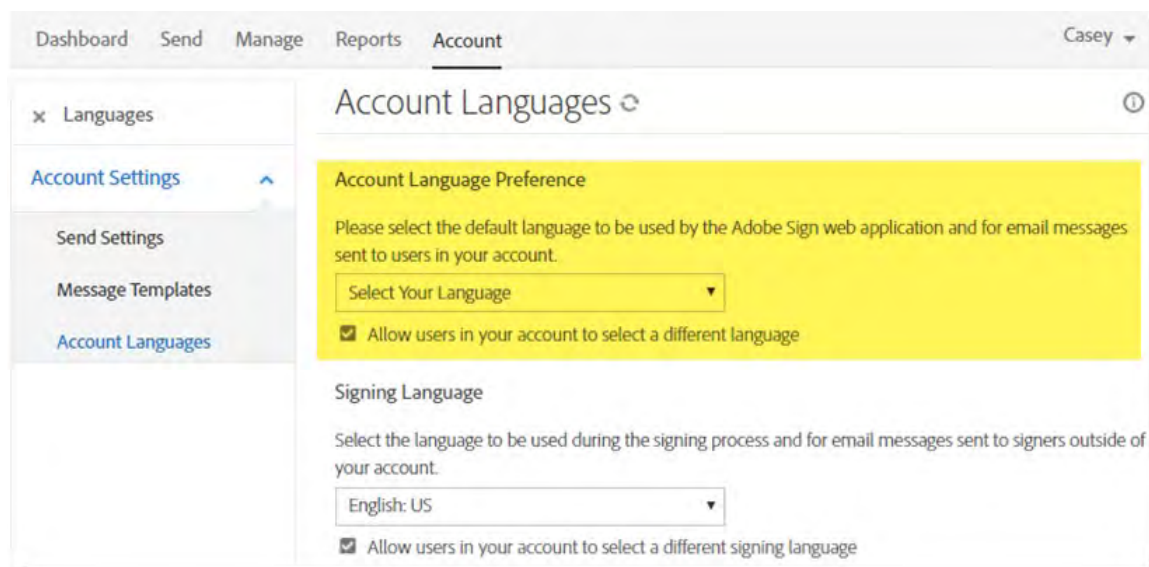 Dashboard Send Manage Reports Account Casey
Languages
Account Settings
Send Settings
Message Templates
Account Languages
Account Languages
Account Language Preference
Please select the default language to be used by the Adobe Sign web application and for email messages
sent to users in your account.
Select Your Language
Allow users in your account to select a different language
Signing Language
Select the language to be used during the signing process and for email messages sent to signers outside of
your account.
English: US
Allow users in your account to select a different signing language